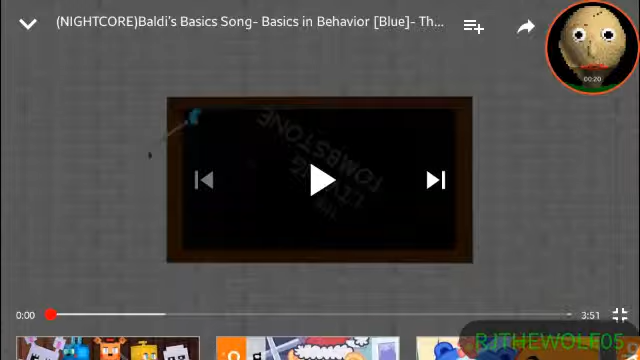 (NIGHTCORE)Baldi's Basics Song- Basics in Behavior [Blue]- Th...
00:20
TOMBSTONE
0:00
3:51
RJTHEWOLF05